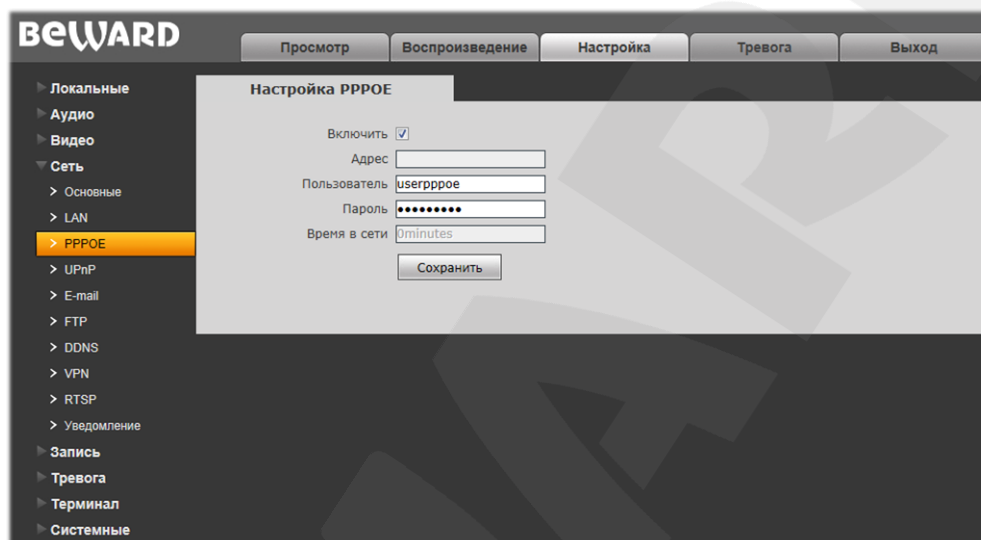 BEWARD
Просмотр Воспроизведение Настройка Тревога Выход
Локальные
Аудио
Видео
Сеть
> Основные
> LAN
> PPPOE
> UPnP
> E-mail
> FTP
> DDNS
> VPN
> RTSP
> Уведомление
Запись
Тревога
Терминал
Системные
Настройка PPPOE
Включить
Адрес
Пользователь userpppoe
Пароль •••••••••
Время в сети 0minutes
Сохранить